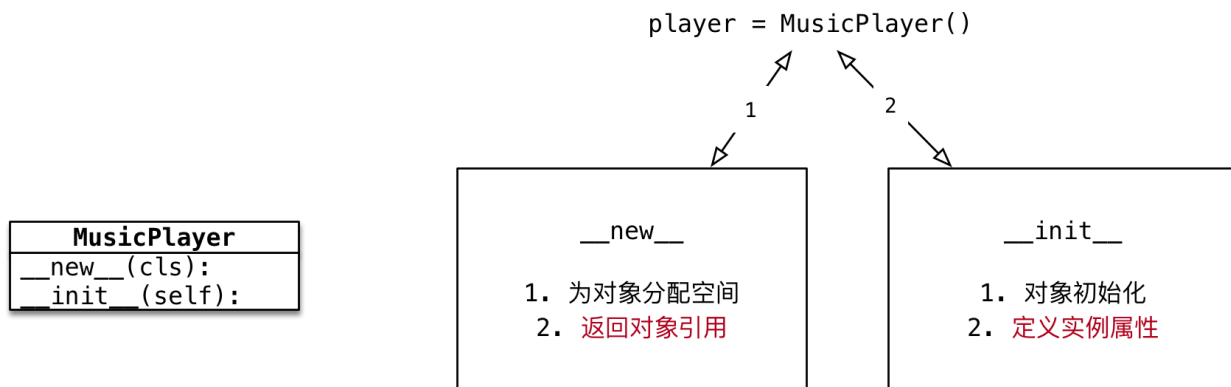 player = MusicPlayer()
1
2
MusicPlayer
__new__(cls):
__init__(self):
__new__
1. 为对象分配空间
2. 返回对象引用
__init__
1. 对象初始化
2. 定义实例属性